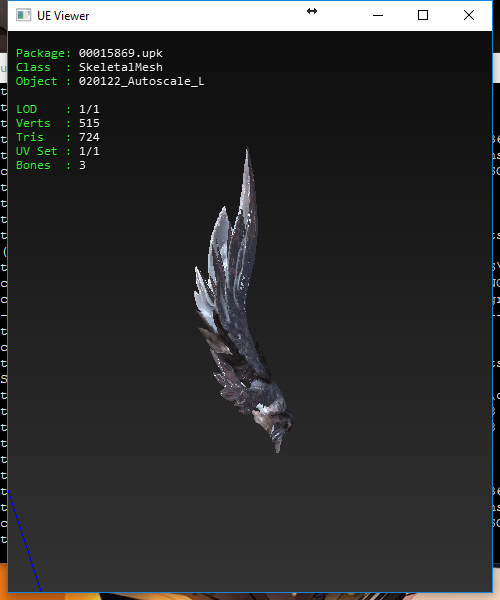 UE Viewer
Package: 00015869.upk
Class : SkeletalMesh
Object : 020122_Autoscale_L
LOD : 1/1
Verts : 515
Tris : 724
UV Set : 1/1
Bones : 3